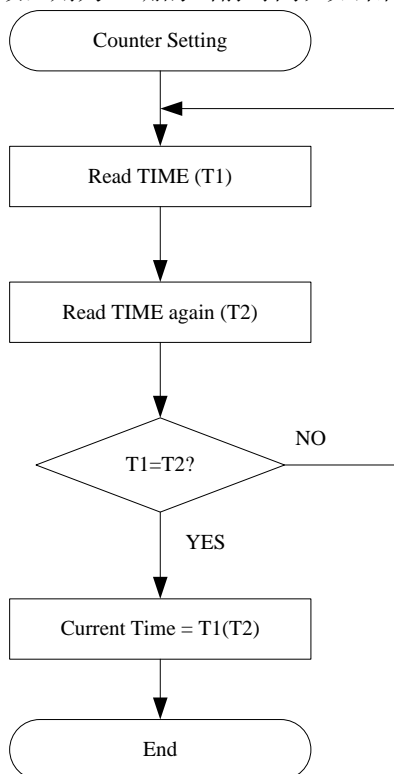 Counter Setting
Read TIME (T1)
Read TIME again (T2)
T1=T2?
NO
YES
Current Time = T1(T2)
End